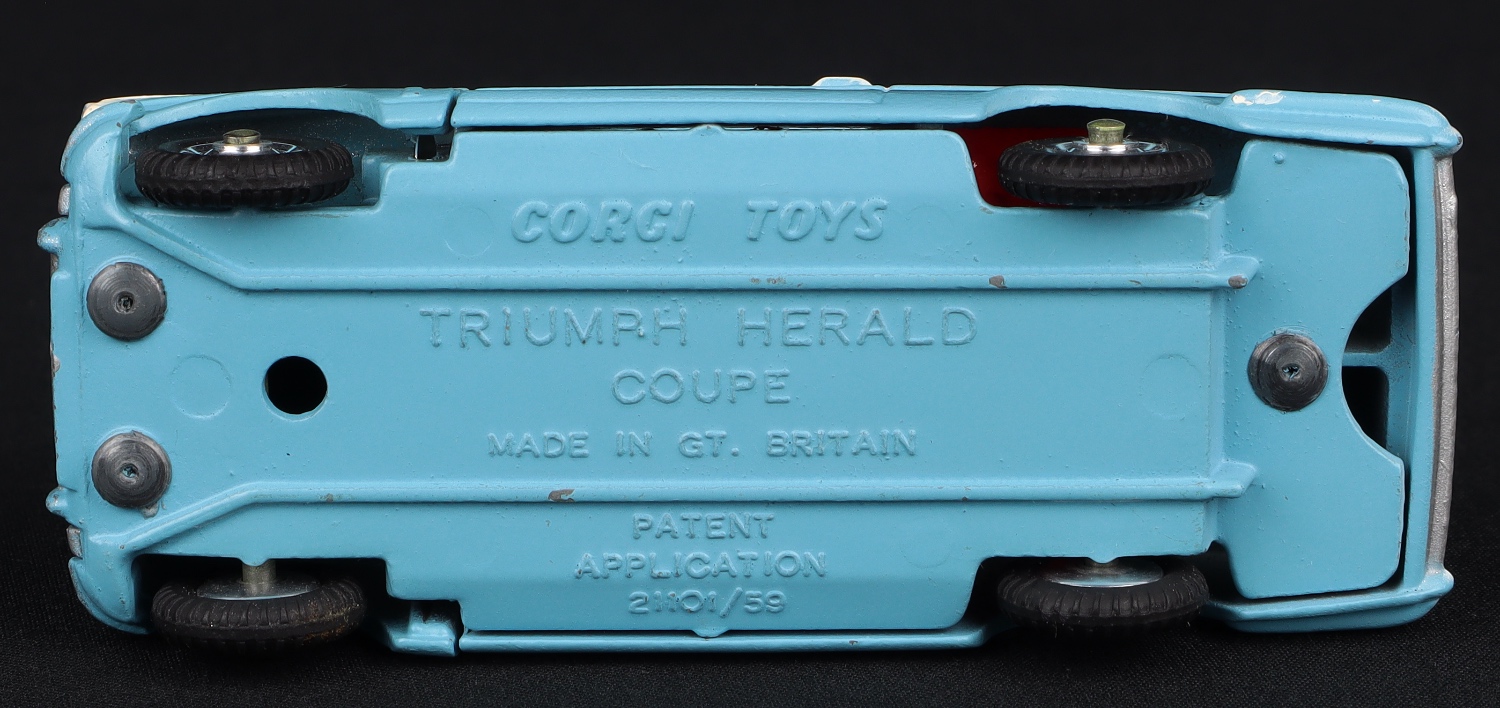 CORGI TOYS
TRIUMPH HERALD
COUPE
MADE IN GT. BRITAIN
PATENT
APPLICATION
21101/59